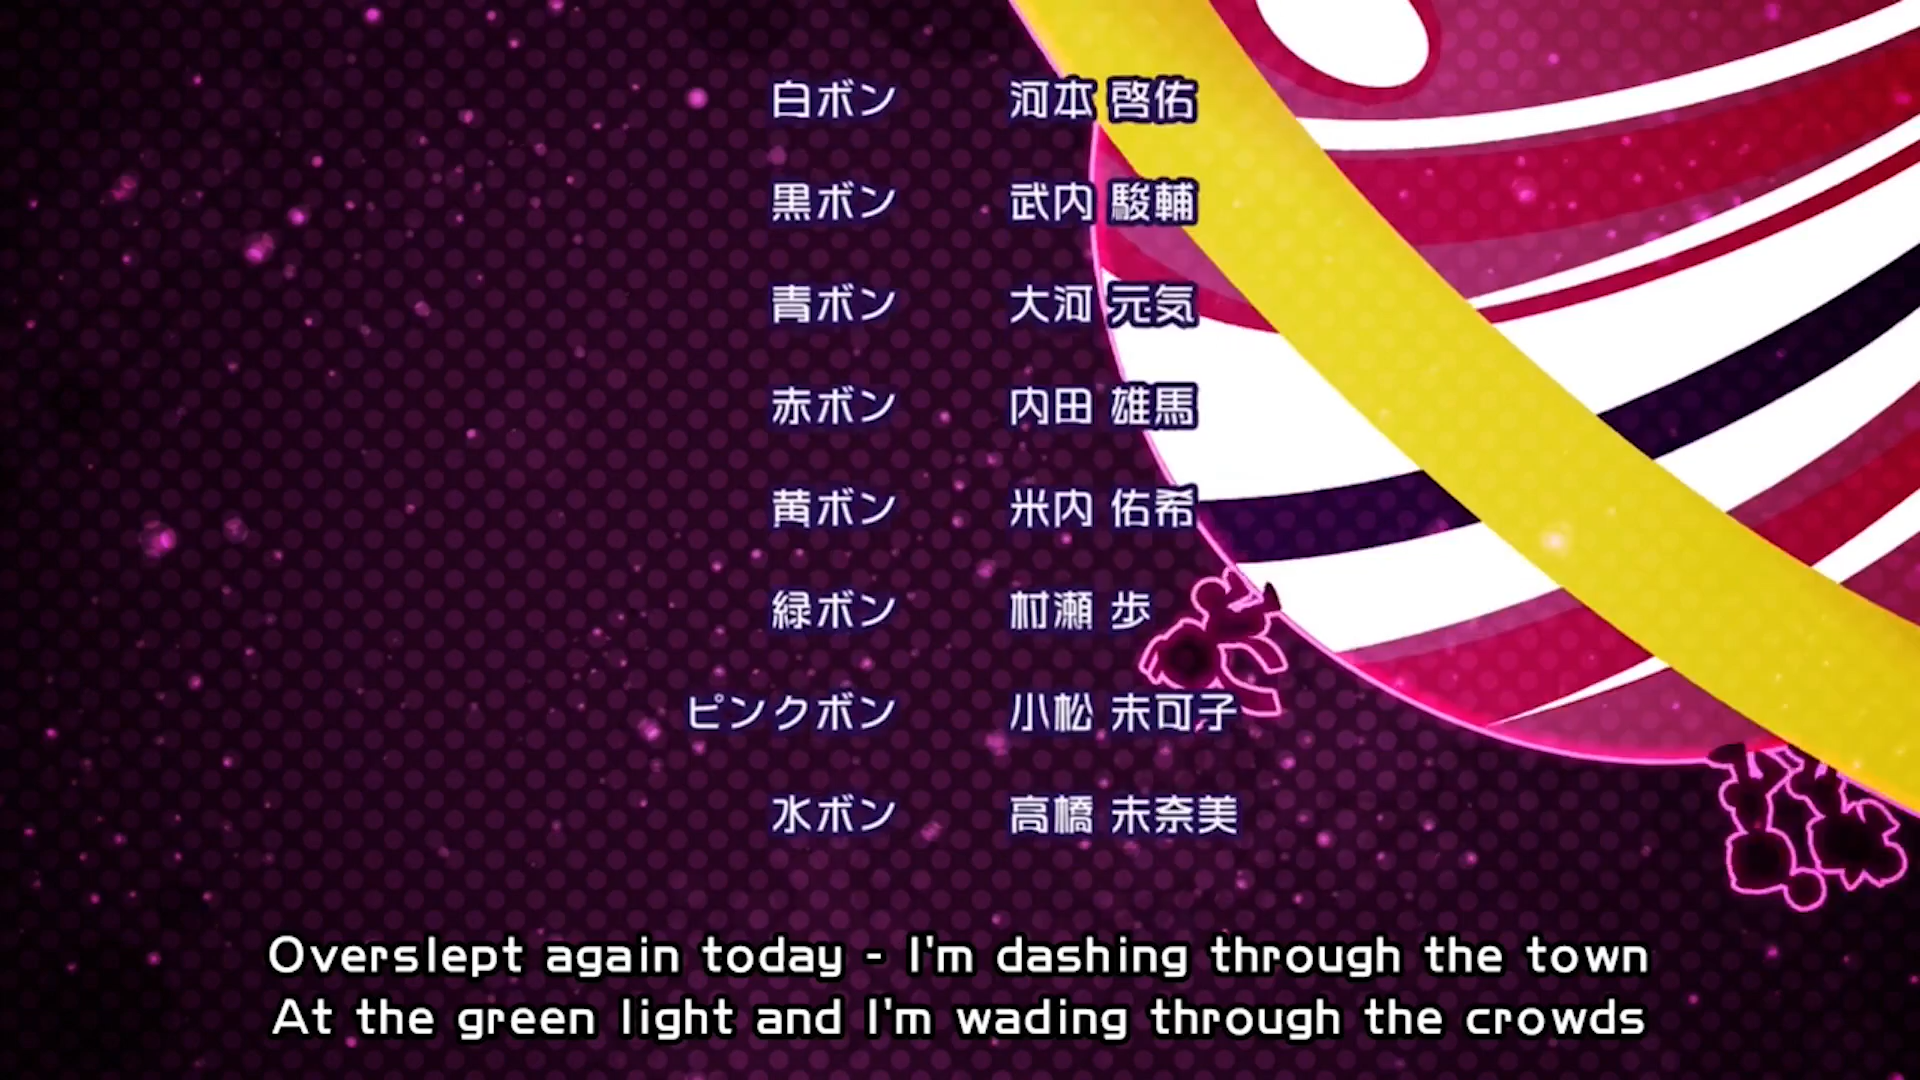 白ボン 河本 啓佑
黒ボン 武内 駿輔
青ボン 大河 元気
赤ボン 内田 雄馬
黄ボン 米内 佑希
緑ボン 村瀬 歩
ピンクボン 小松 未可子
水ボン 高橋 未奈美
Overslept again today - I'm dashing through the town
At the green light and I'm wading through the crowds